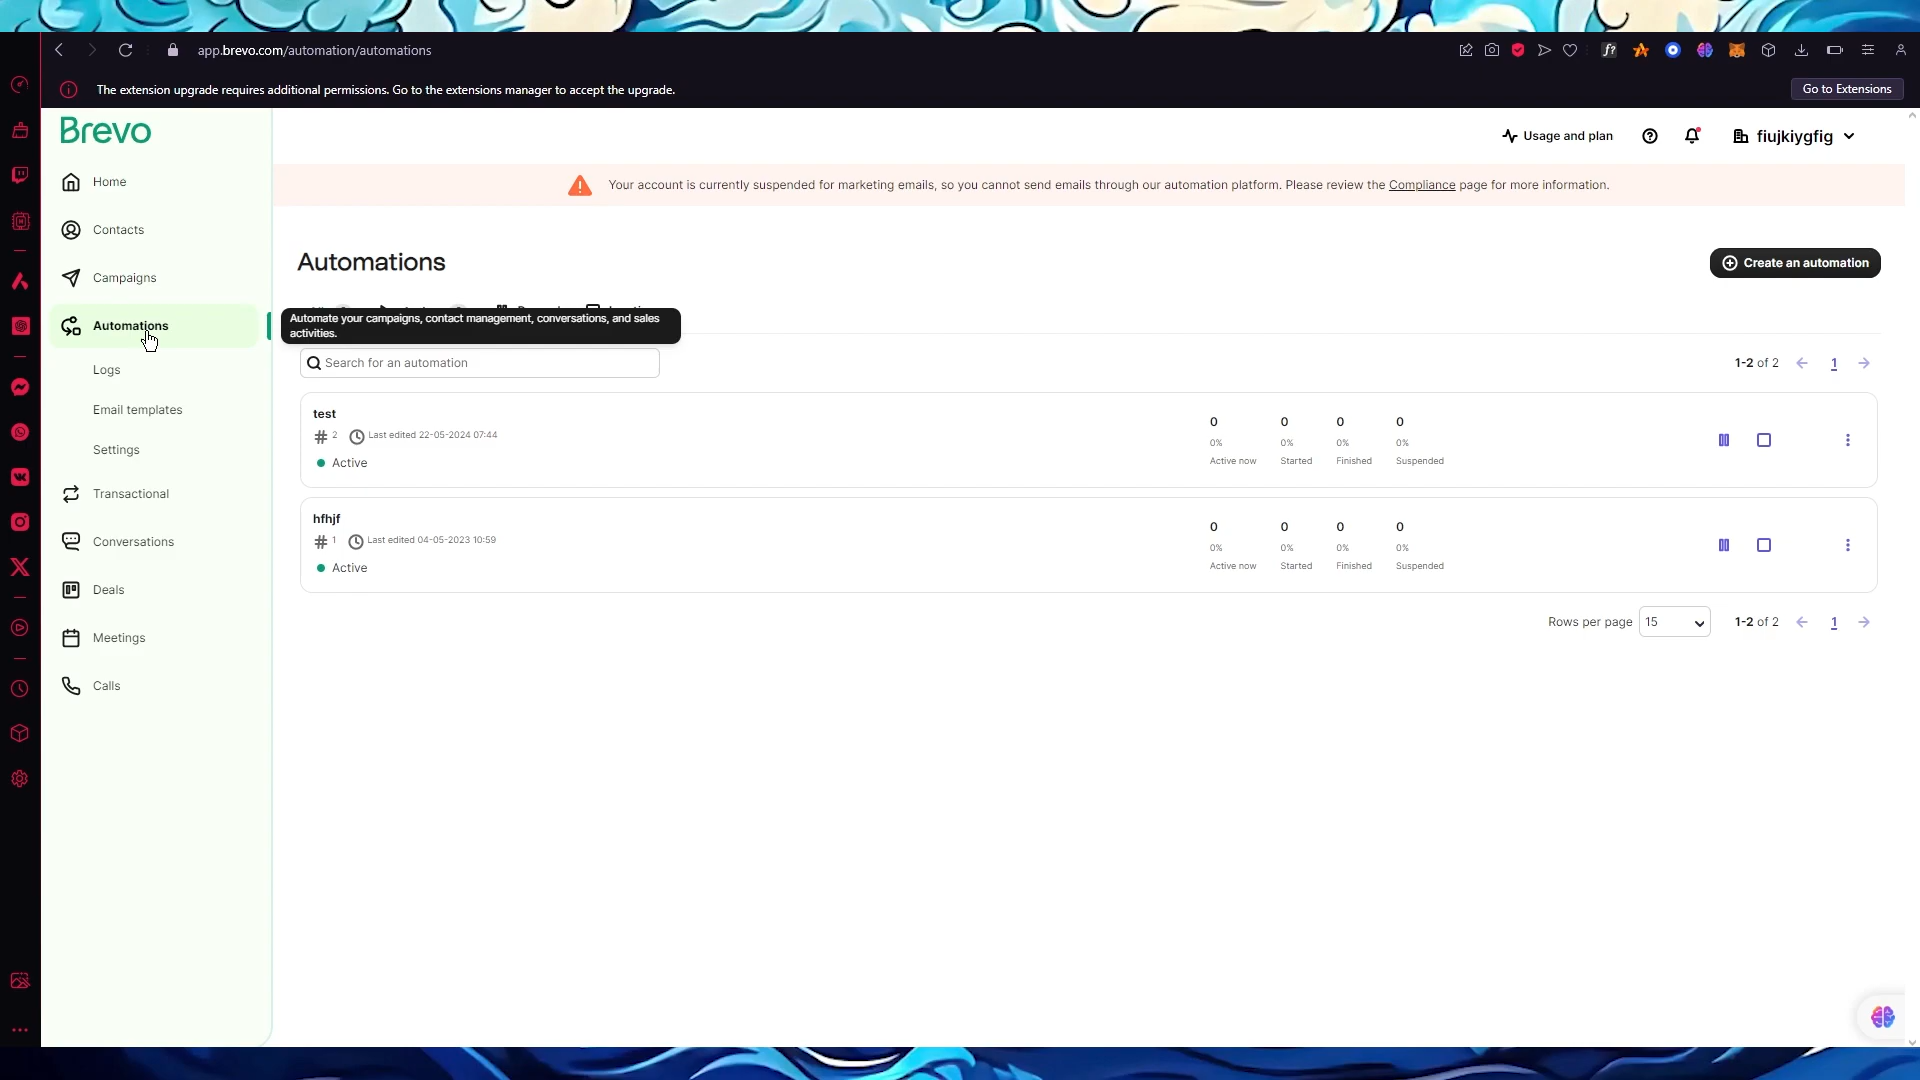 app.brevo.com/automation/automations
The extension upgrade requires additional permissions. Go to the extensions manager to accept the upgrade.
Go to Extensions
Brevo
Usage and plan
fiujkiygfig
Home
Your account is currently suspended for marketing emails, so you cannot send emails through our automation platform. Please review the Compliance page for more information.
Contacts
Automations
Create an automation
Campaigns
Automations
Automate your campaigns, contact management, conversations, and sales
activities.
Logs
Search for an automation
1-2 of 2
1
Email templates
Settings
test
# 2 Last edited 22-05-2024 07:44
Active
0 0 0 0
0% 0% 0% 0%
Active now Started Finished Suspended
Transactional
Conversations
hfhjf
# 1 Last edited 04-05-2023 10:59
Active
0 0 0 0
0% 0% 0% 0%
Active now Started Finished Suspended
Deals
Rows per page 15 1-2 of 2 1
Meetings
Calls